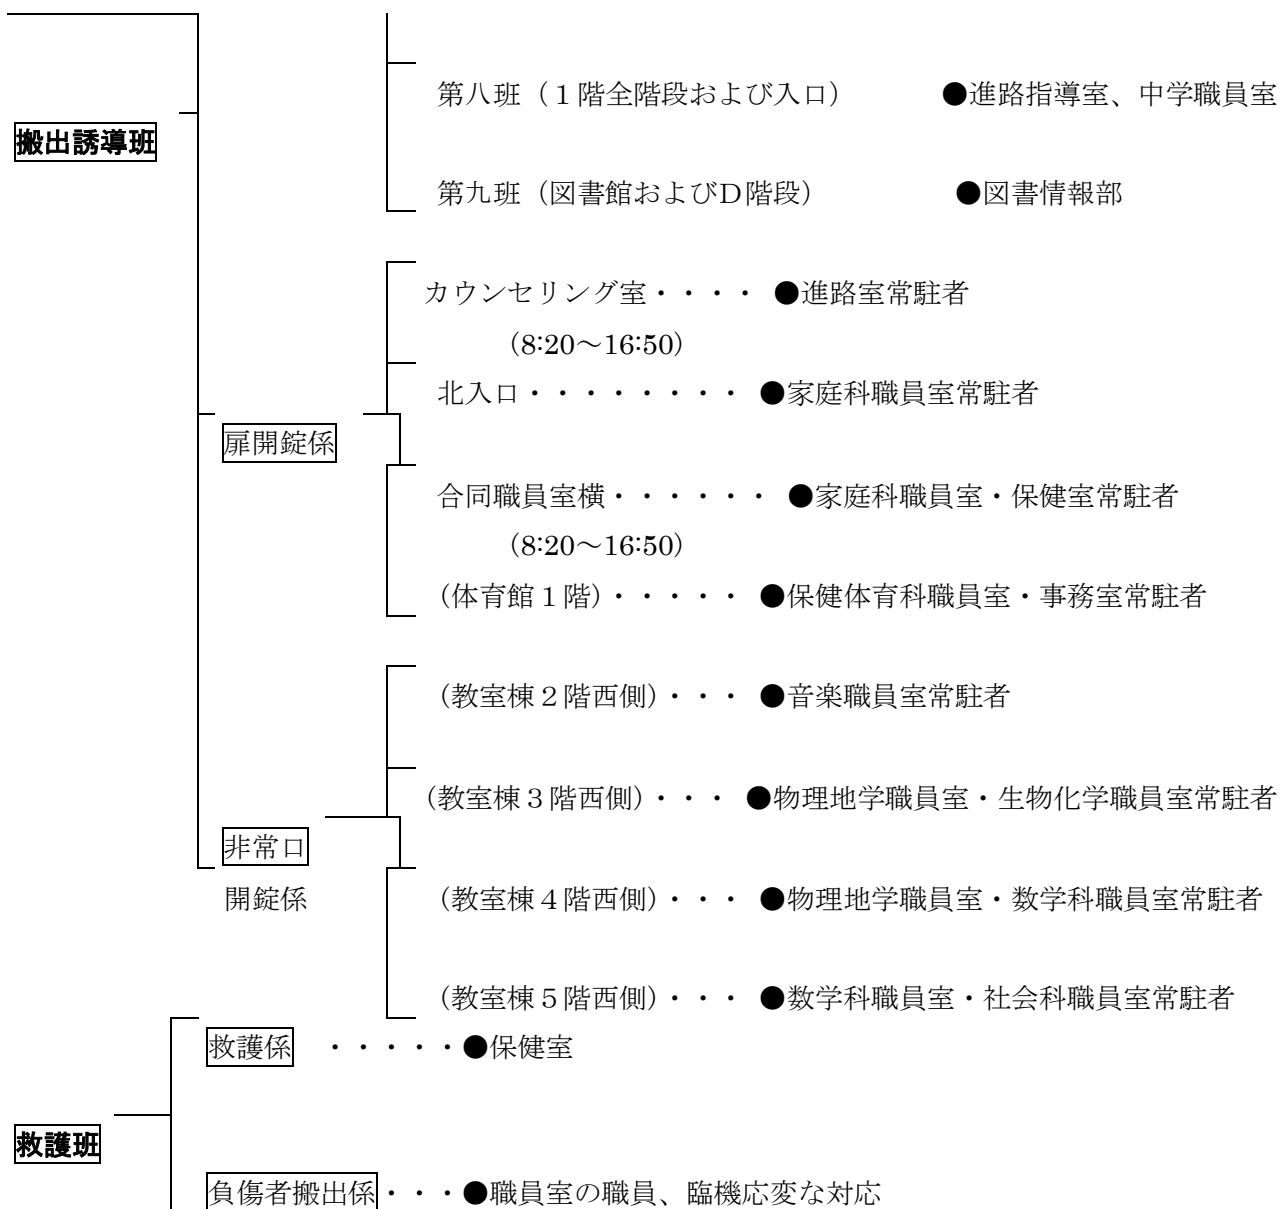 第八班（１階全階段および入口） ●進路指導室、中学職員室
搬出誘導班
第九班（図書館およびＤ階段） ●図書情報部
カウンセリング室・・・・ ●進路室常駐者
（8:20～16:50）
北入口・・・・・・・・ ●家庭科職員室常駐者
扉開錠係
合同職員室横・・・・・・ ●家庭科職員室・保健室常駐者
（8:20～16:50）
（体育館１階）・・・・・ ●保健体育科職員室・事務室常駐者
（教室棟２階西側）・・・ ●音楽職員室常駐者
（教室棟３階西側）・・・ ●物理地学職員室・生物化学職員室常駐者
非常口
開錠係 （教室棟４階西側）・・・ ●物理地学職員室・数学科職員室常駐者
（教室棟５階西側）・・・ ●数学科職員室・社会科職員室常駐者
救護係 ・・・・・●保健室
救護班
負傷者搬出係・・・●職員室の職員、臨機応変な対応